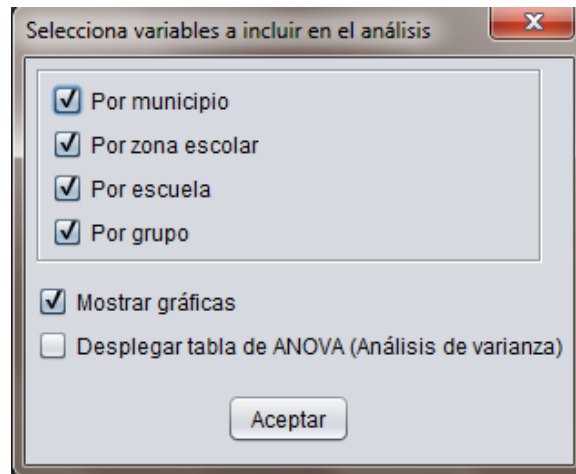 Selecciona variables a incluir en el análisis
Por municipio
Por zona escolar
Por escuela
Por grupo
Mostrar gráficas
Desplegar tabla de ANOVA (Análisis de varianza)
Aceptar